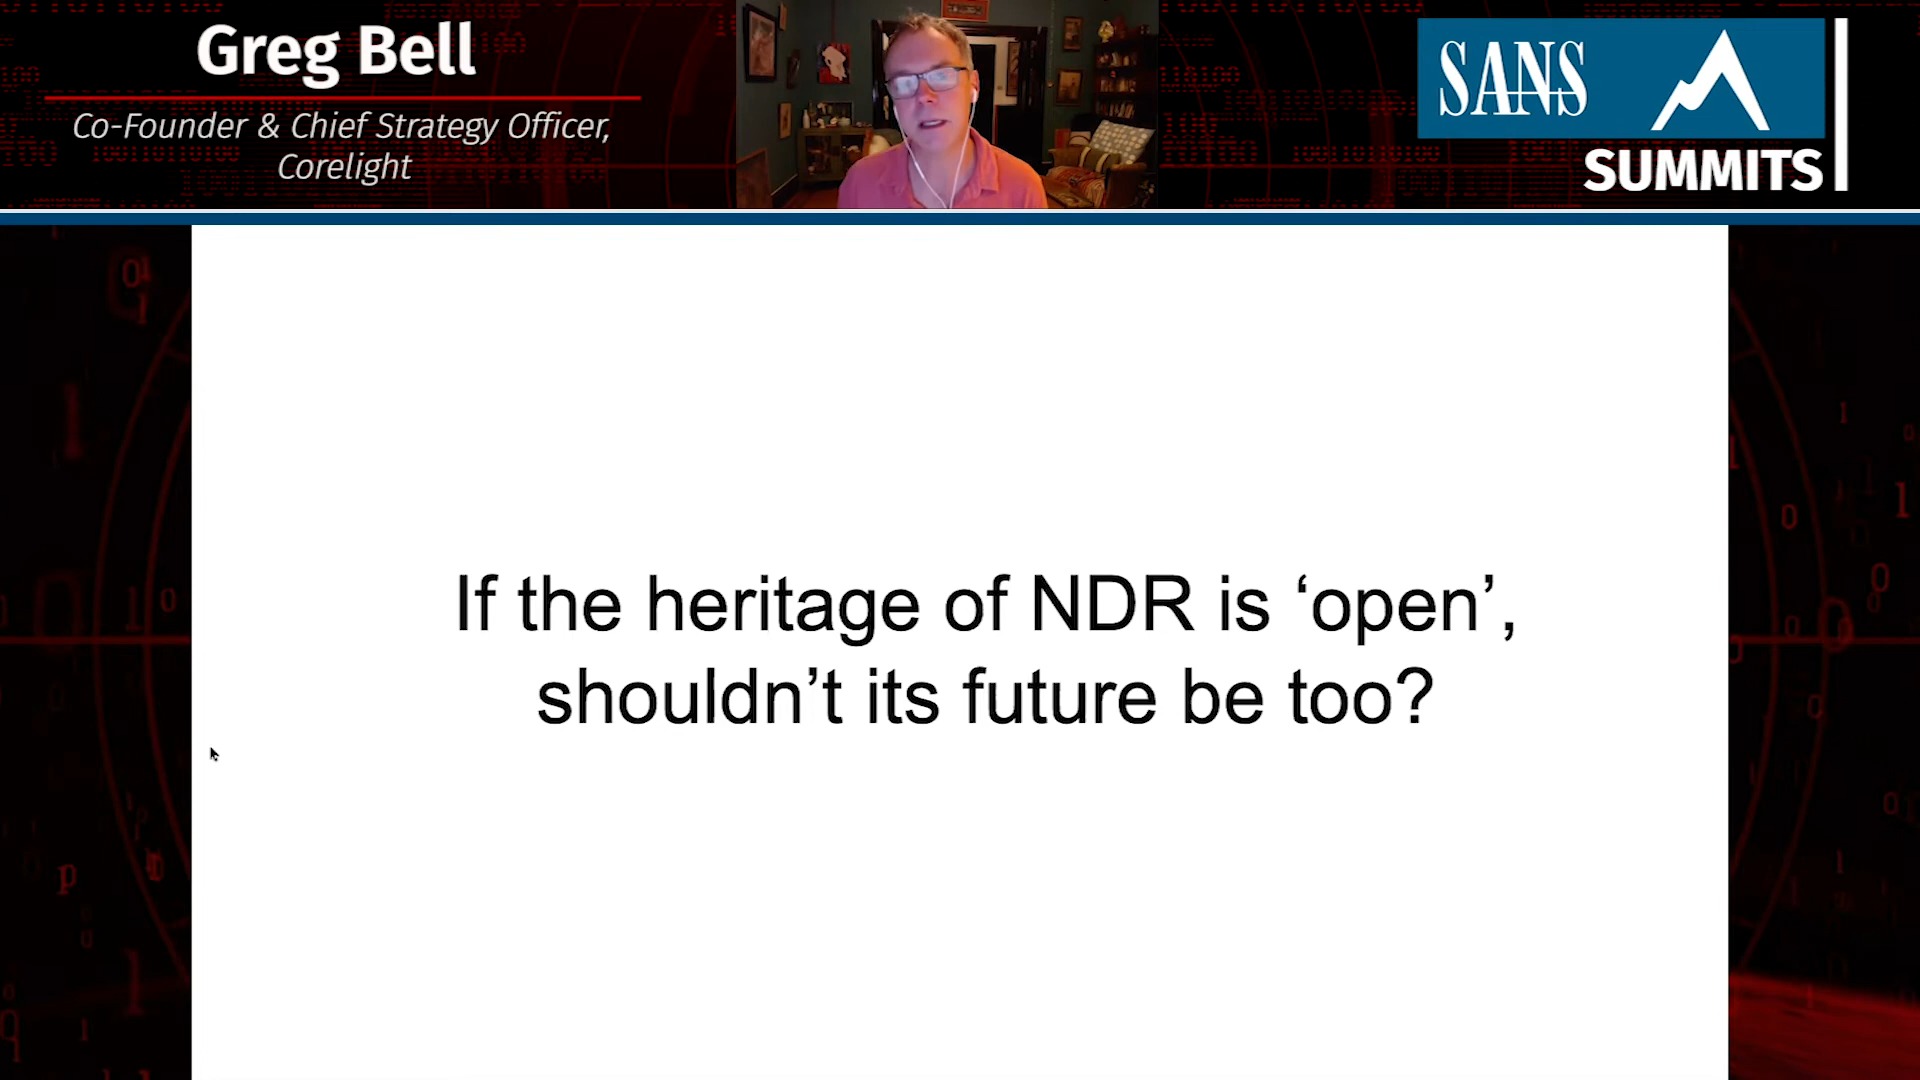 Greg Bell
Co-Founder & Chief Strategy Officer,
Corelight
SANS
SUMMITS
If the heritage of NDR is ‘open’,
shouldn’t its future be too?